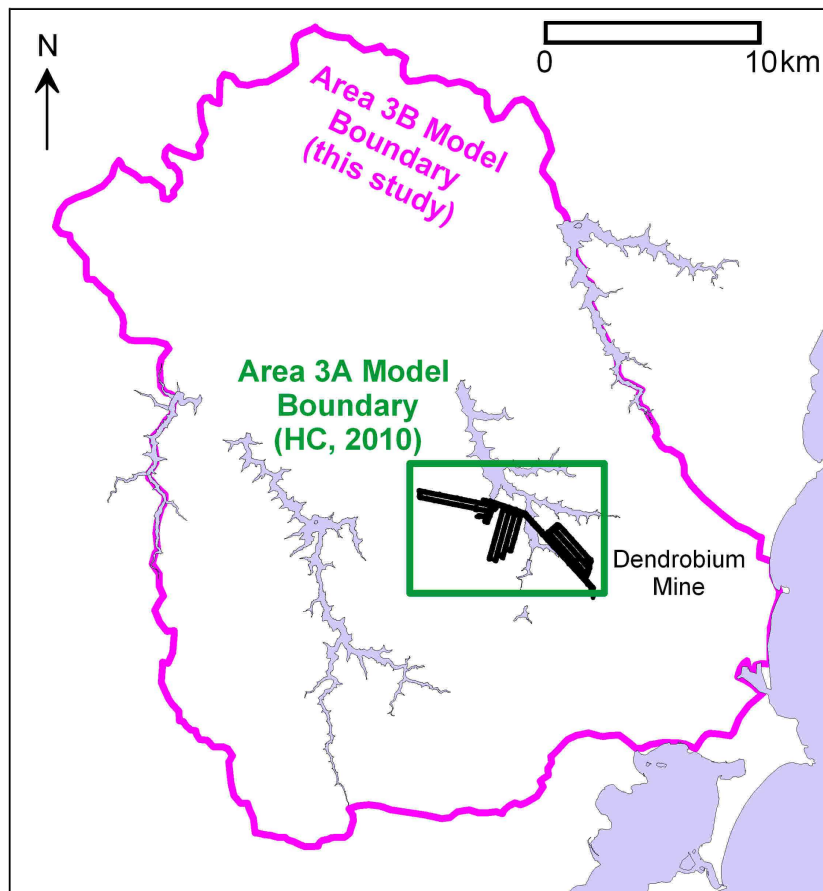 N
0 10km
Area 3B Model
Boundary
(this study)
Area 3A Model
Boundary
(HC, 2010)
Dendrobium
Mine